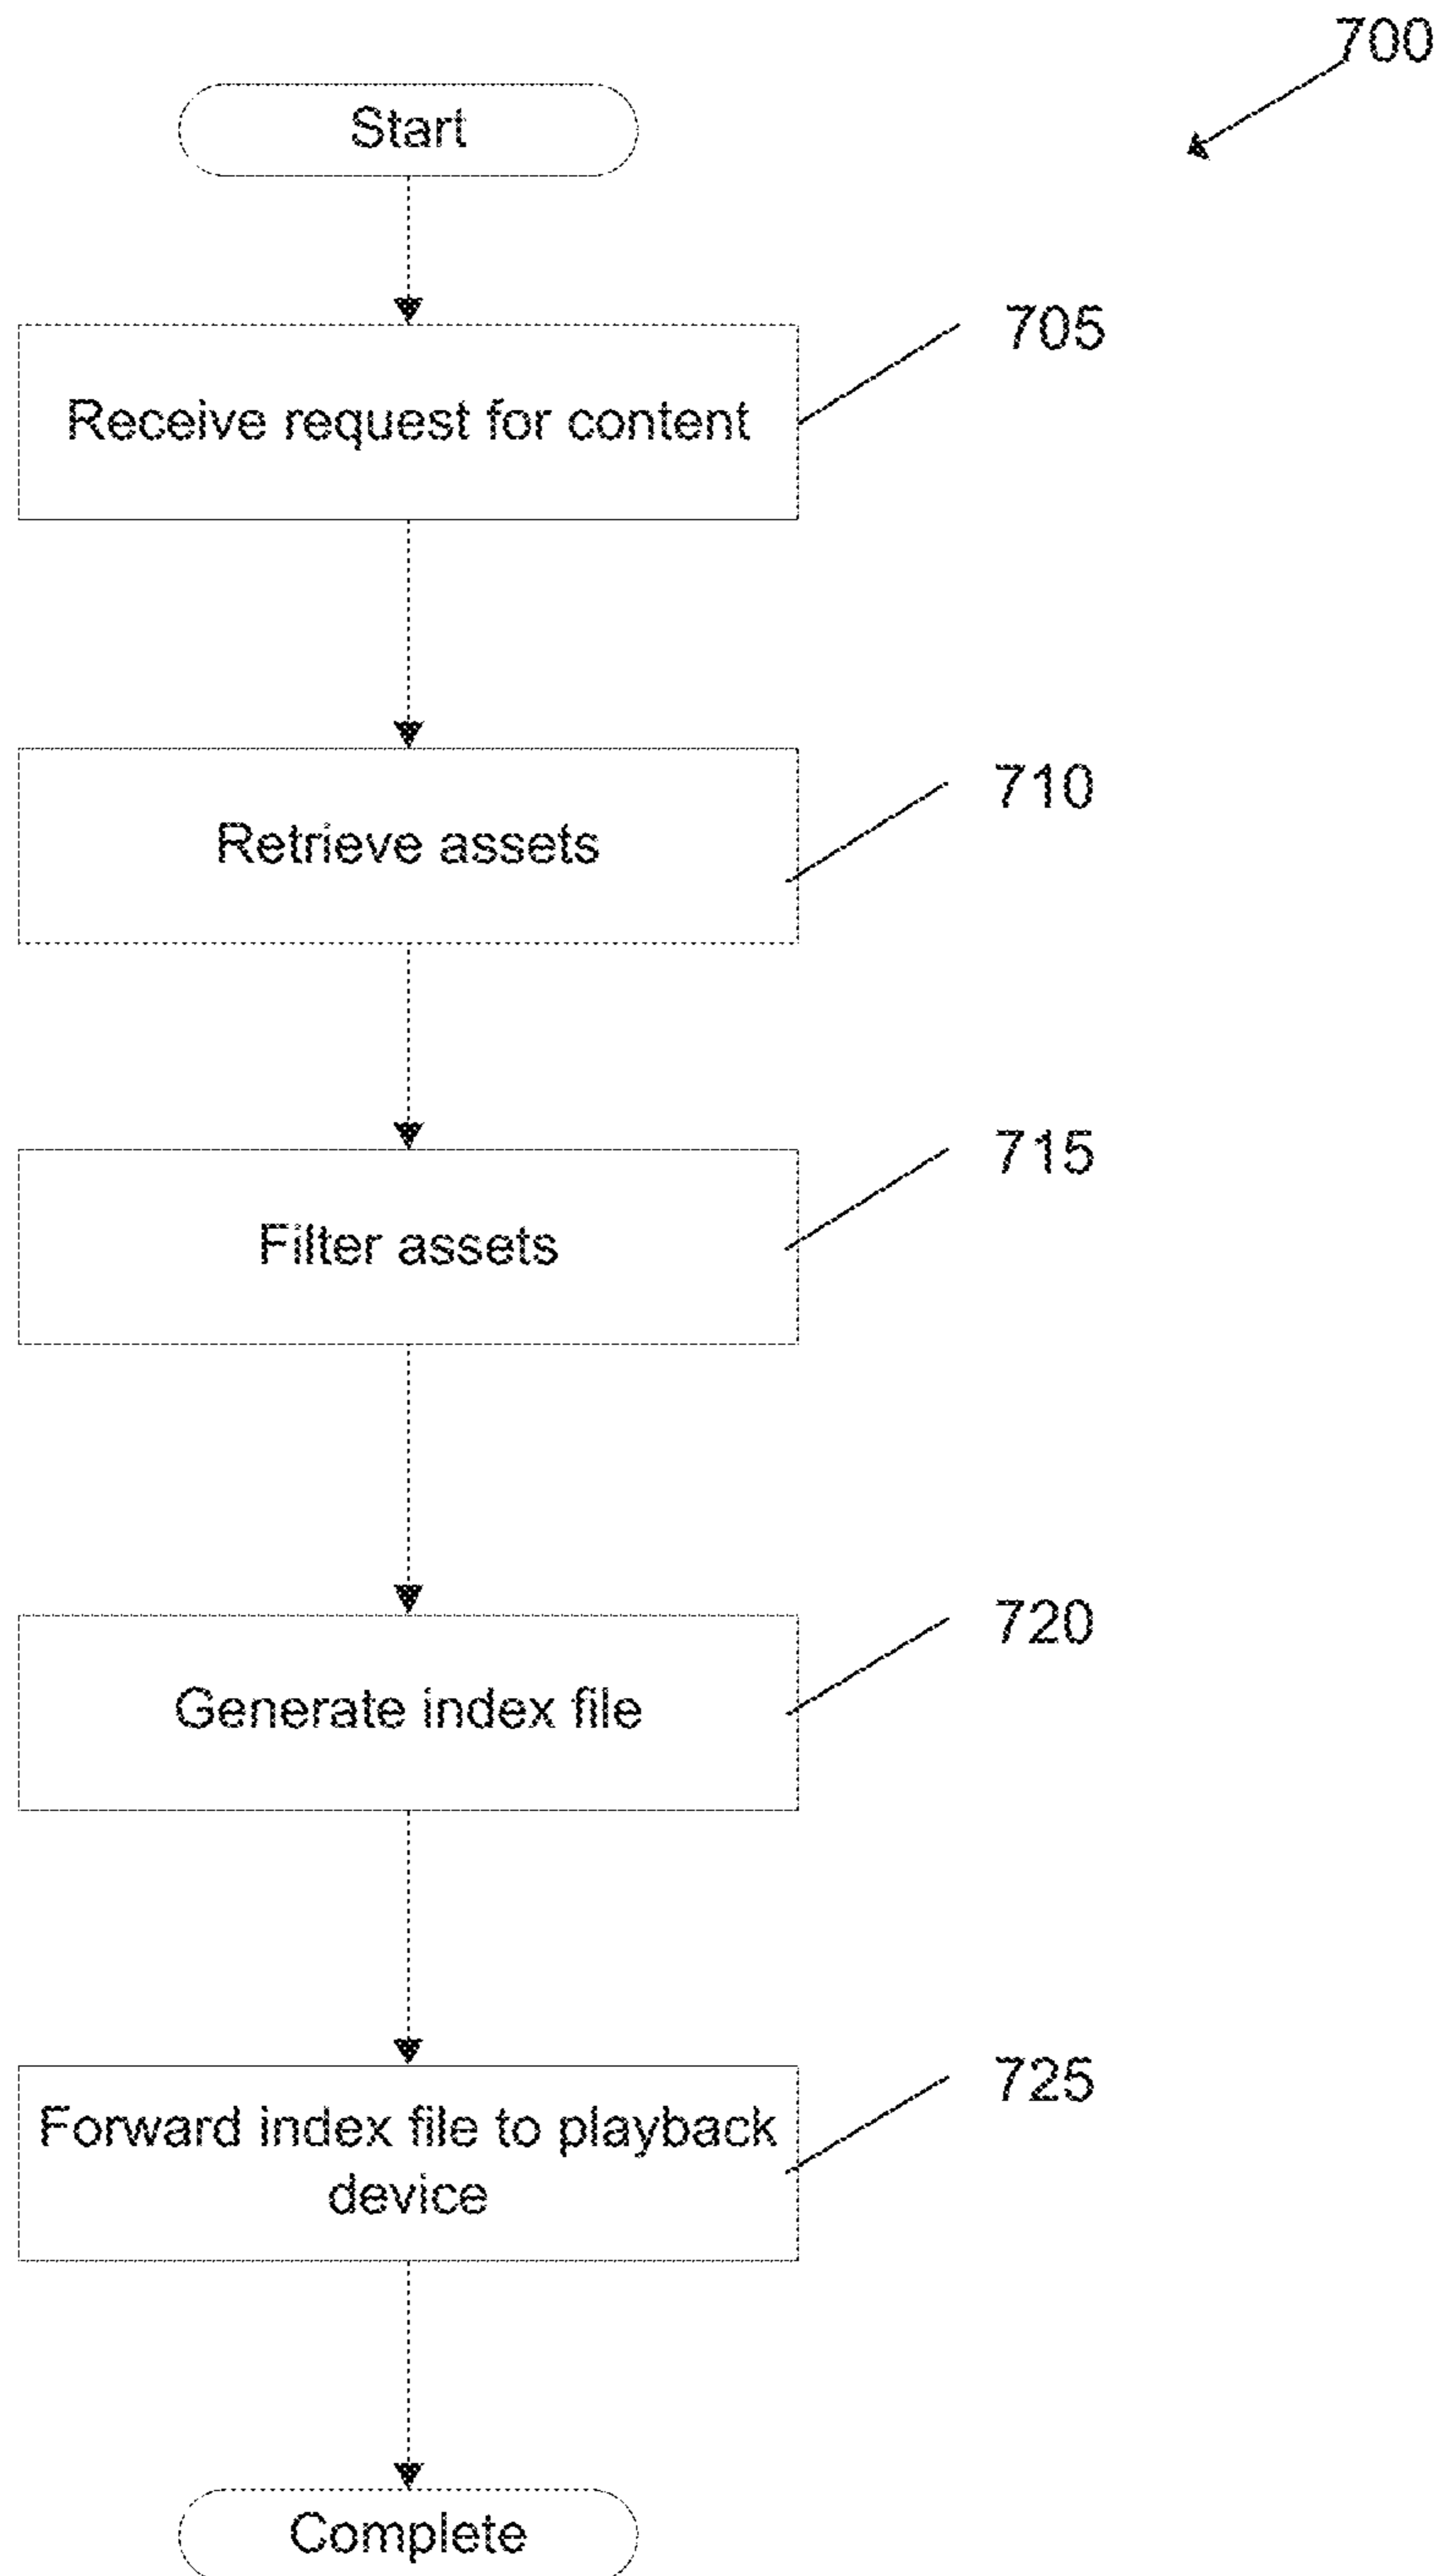 700
Start
705
Receive request for content
710
Retrieve assets
715
Filter assets
720
Generate index file
725
Forward index file to playback
device
Complete